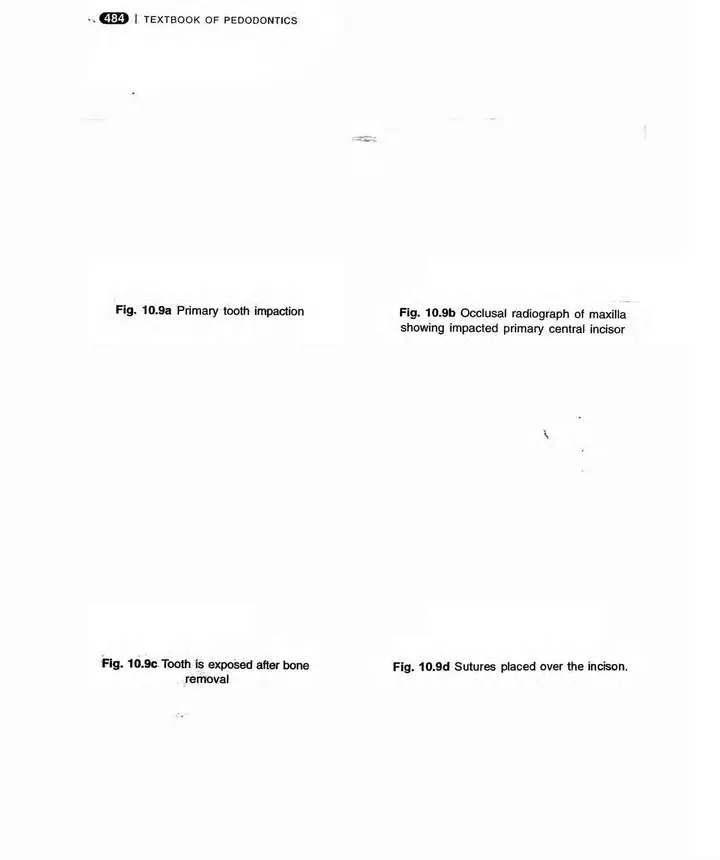 484 | TEXTBOOK OF PEDODONTICS
Fig. 10.9a Primary tooth impaction
Fig. 10.9b Occlusal radiograph of maxilla
showing impacted primary central incisor
Fig. 10.9c Tooth is exposed after bone
removal
Fig. 10.9d Sutures placed over the incison.